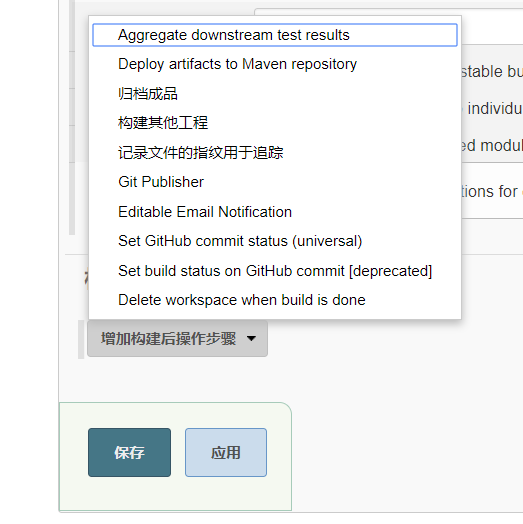 Aggregate downstream test results
Deploy artifacts to Maven repository
stable bu
归档成品
individu
构建其他工程
ed modul
记录文件的指纹用于追踪
Git Publisher
tions for
Editable Email Notification
Set GitHub commit status (universal)
Set build status on GitHub commit [deprecated]
Delete workspace when build is done
增加构建后操作步骤
保存
应用